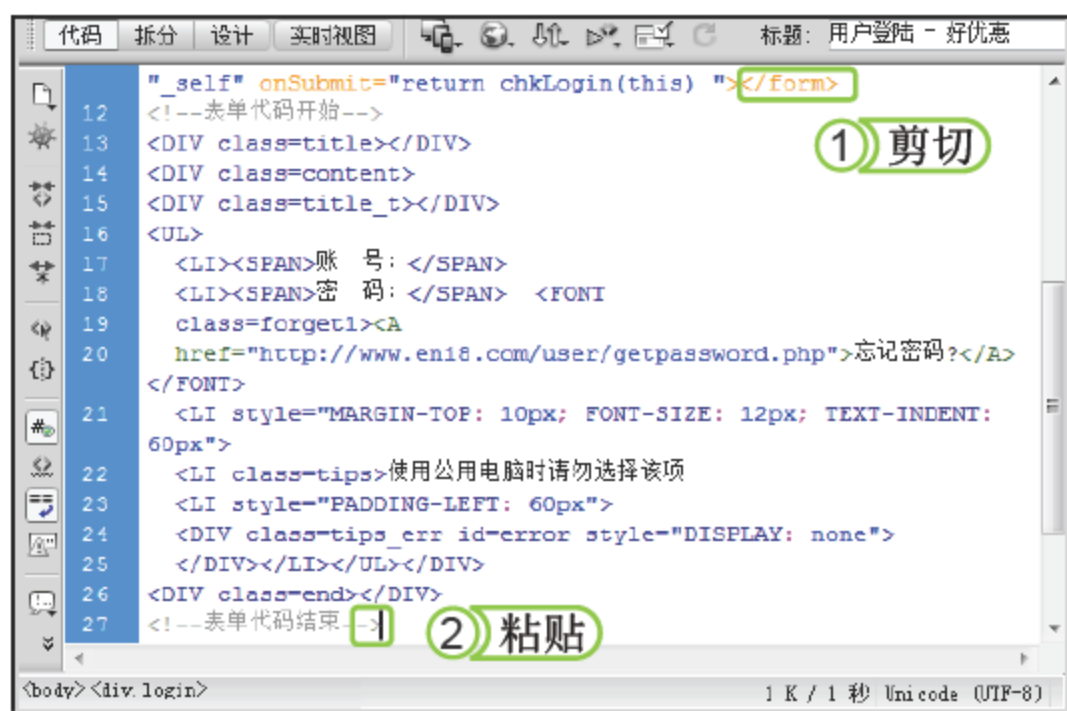 代码 拆分 设计 实时视图 标题: 用户登陆 - 好优惠
"_self" onSubmit="return chkLogin(this) "></form>
12 <!--表单代码开始-->
① 剪切
13 <DIV class=title></DIV>
14 <DIV class=content>
15 <DIV class=title_t></DIV>
16 <UL>
17 <LI><SPAN>账 号：</SPAN>
18 <LI><SPAN>密 码：</SPAN> <FONT
19 class=forget1><A
20 href="http://www.en18.com/user/getpassword.php">忘记密码?</A>
</FONT>
21 <LI style="MARGIN-TOP: 10px; FONT-SIZE: 12px; TEXT-INDENT:
60px">
22 <LI class=tips>使用公用电脑时请勿选择该项
23 <LI style="PADDING-LEFT: 60px">
24 <DIV class=tips_err id=error style="DISPLAY: none">
25 </DIV></LI></UL></DIV>
26 <DIV class=end></DIV>
27 <!--表单代码结束-->
② 粘贴
<body><div.login> 1 K / 1 秒 Unicode (UTF-8)